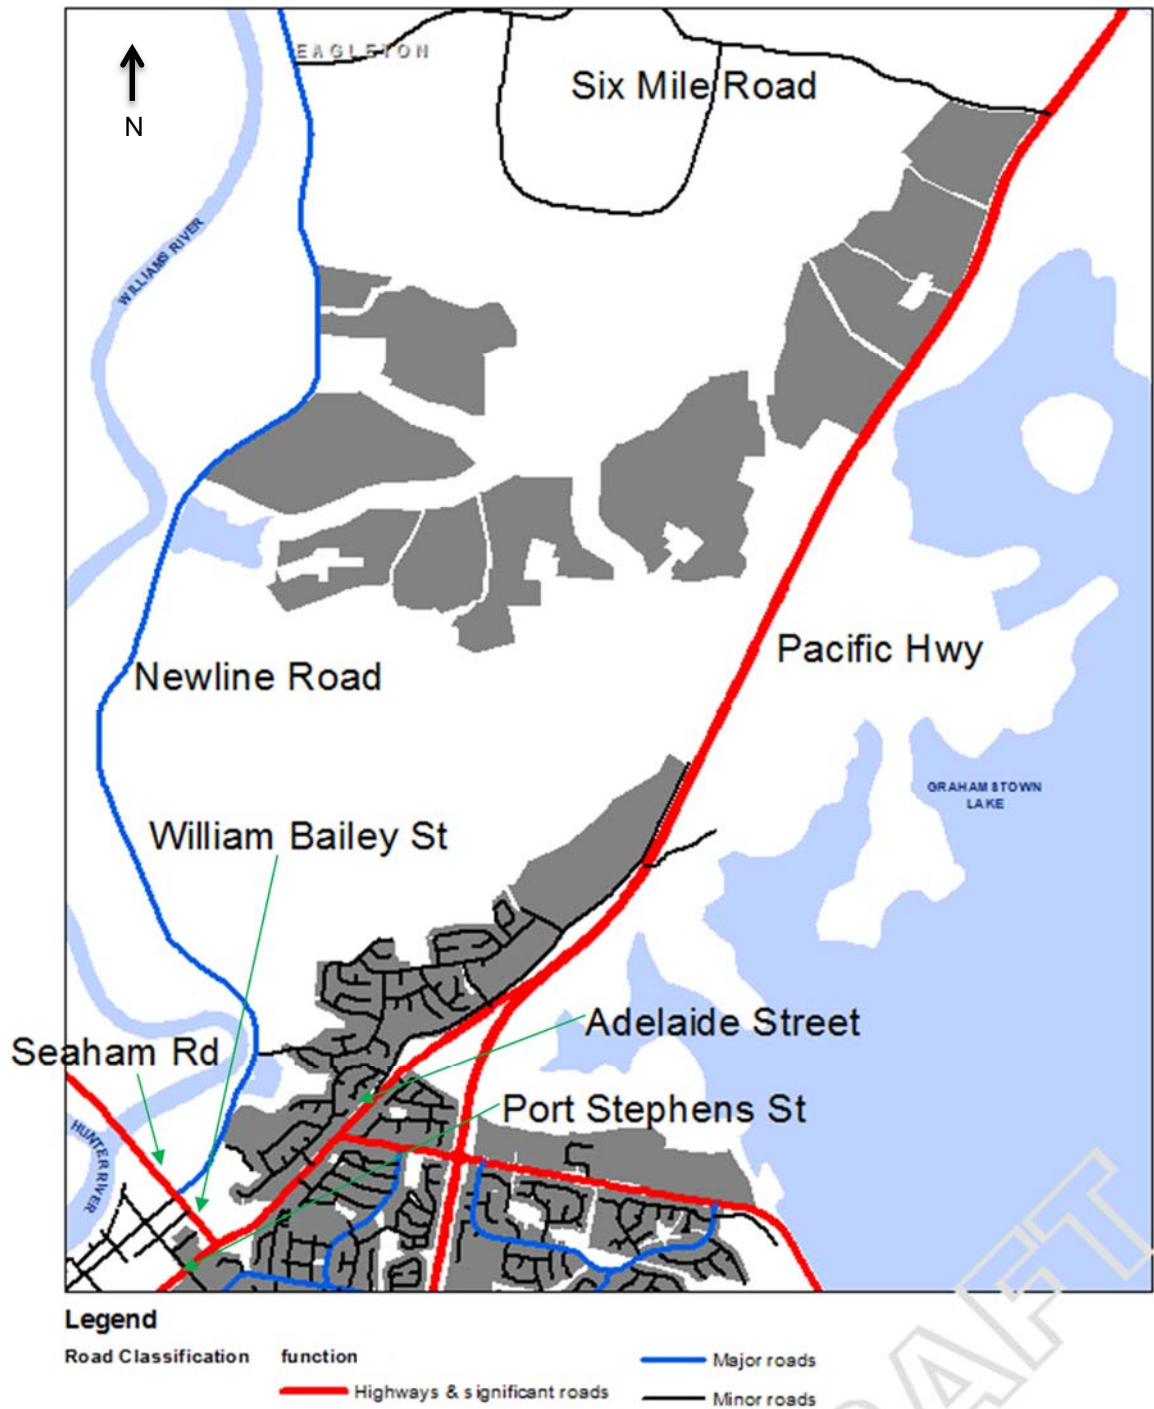 EAGLETON
Six Mile Road
N
WILLIAMS RIVER
Pacific Hwy
Newline Road
GRAHAMSTOWN
LAKE
William Bailey St
Adelaide Street
Seaham Rd
Port Stephens St
HUNTER RIVER
Legend
Road Classification function
Highways & significant roads
Major roads
Minor roads
AFT